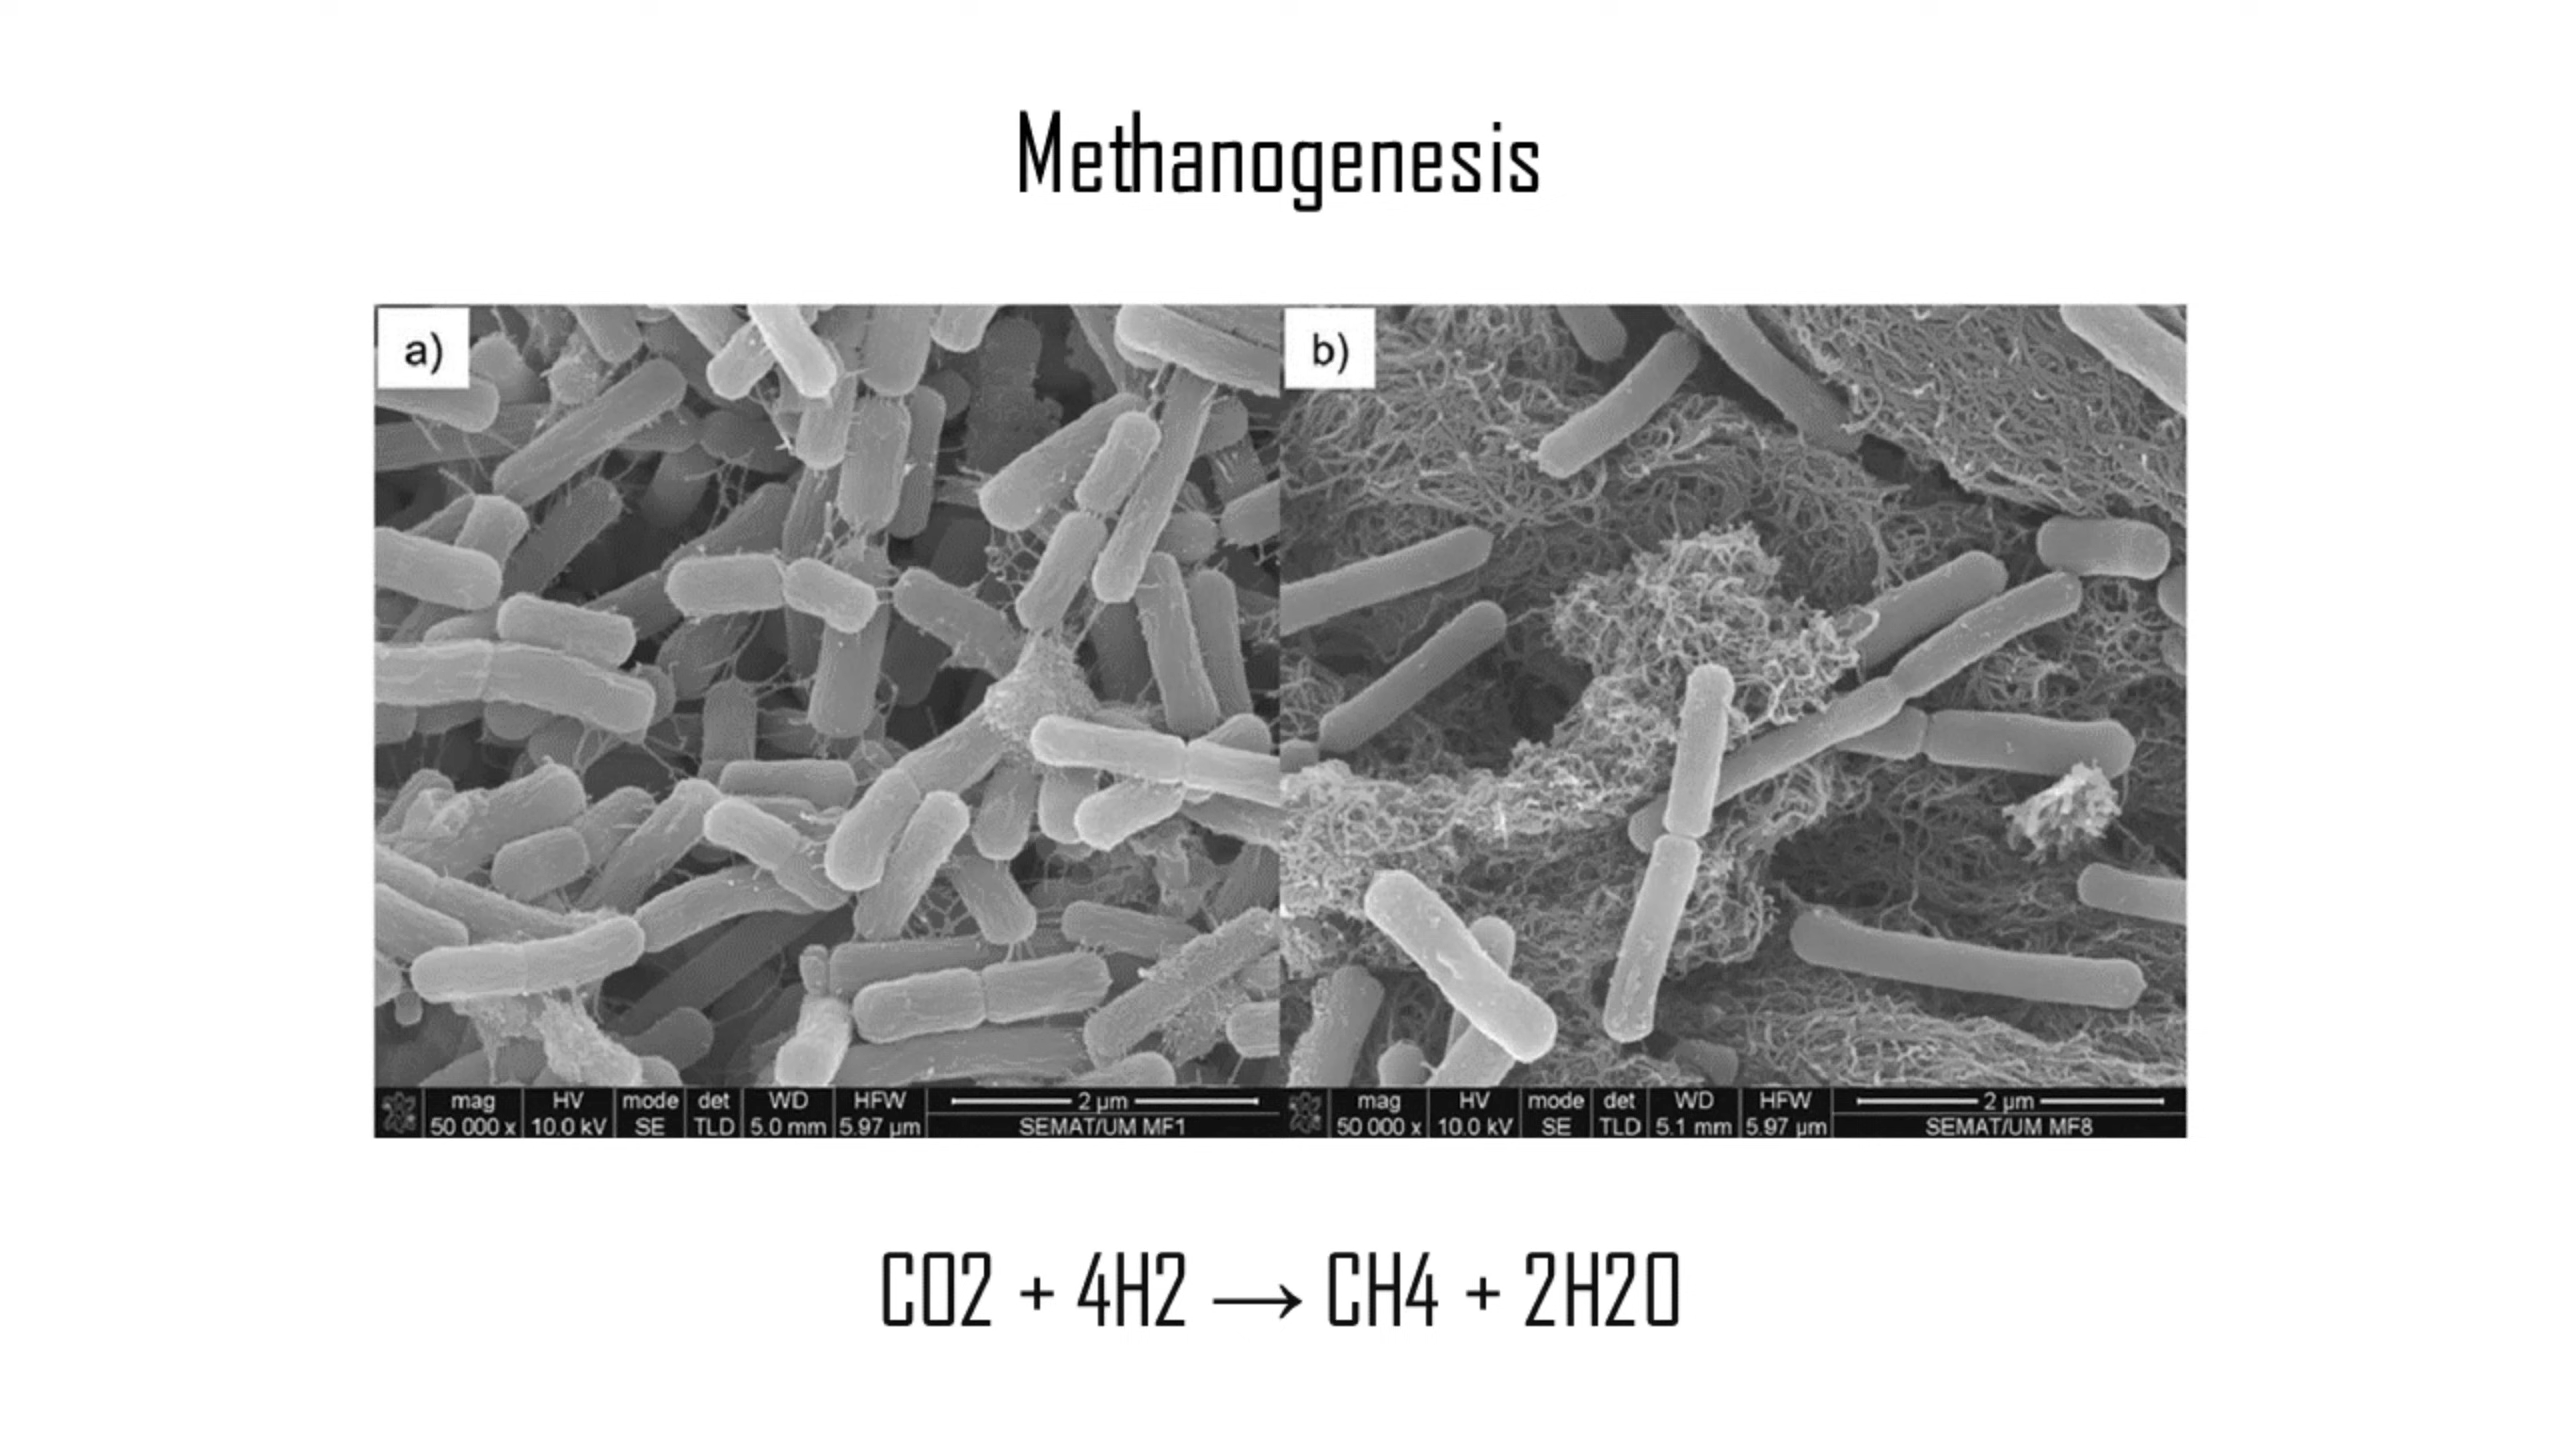 Methanogenesis
a)
b)
mag HV mode det WD HFW 2 µm
50 000 x 10.0 kV SE TLD 5.0 mm 5.97 µm SEMAT/UM MF1
mag HV mode det WD HFW 2 µm
50 000 x 10.0 kV SE TLD 5.1 mm 5.97 µm SEMAT/UM MF8
CO2 + 4H2 → CH4 + 2H2O